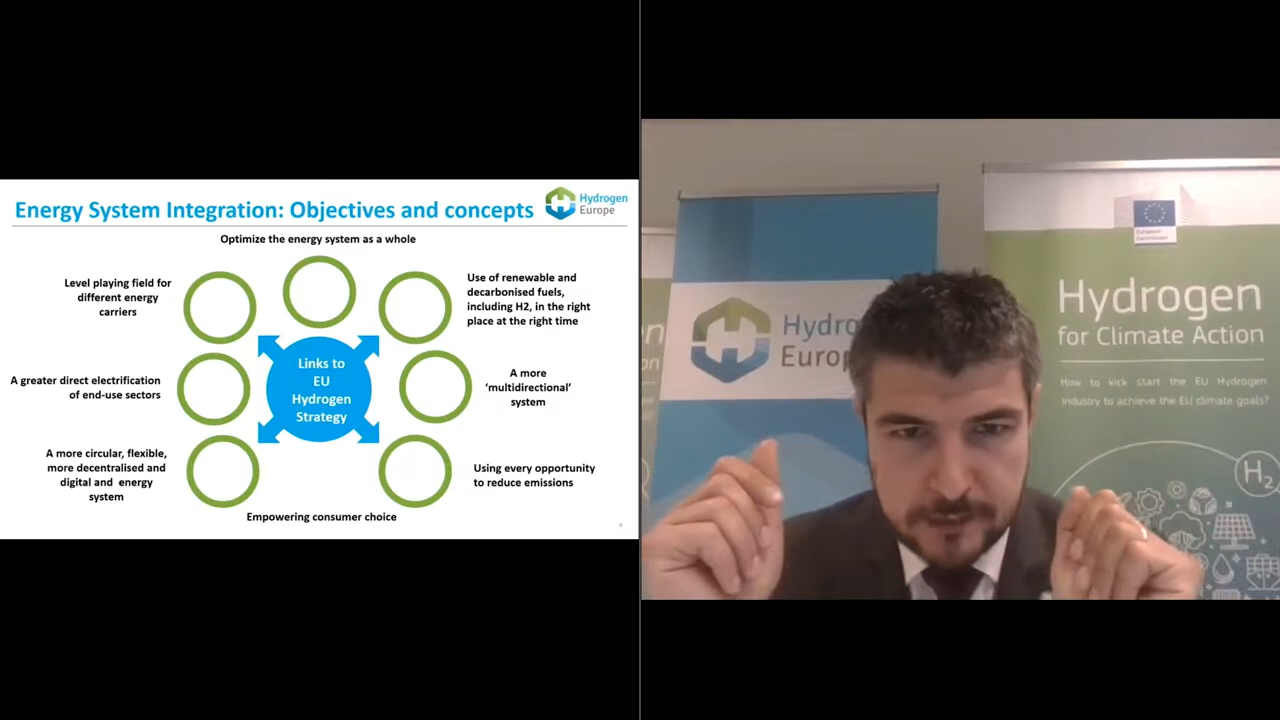 Energy System Integration: Objectives and concepts
Hydrogen
Europe
Optimize the energy system as a whole
Level playing field for
different energy
carriers
Use of renewable and
decarbonised fuels,
including H2, in the right
place at the right time
Links to
EU
Hydrogen
Strategy
A greater direct electrification
of end-use sectors
A more
‘multidirectional’
system
A more circular, flexible,
more decentralised and
digital and energy
system
Using every opportunity
to reduce emissions
Empowering consumer choice
Hydro
Europ
European
Commission
Hydrogen
for Climate Action
How to kick start the EU Hydrogen
Industry to achieve the EU climate goals?
H2